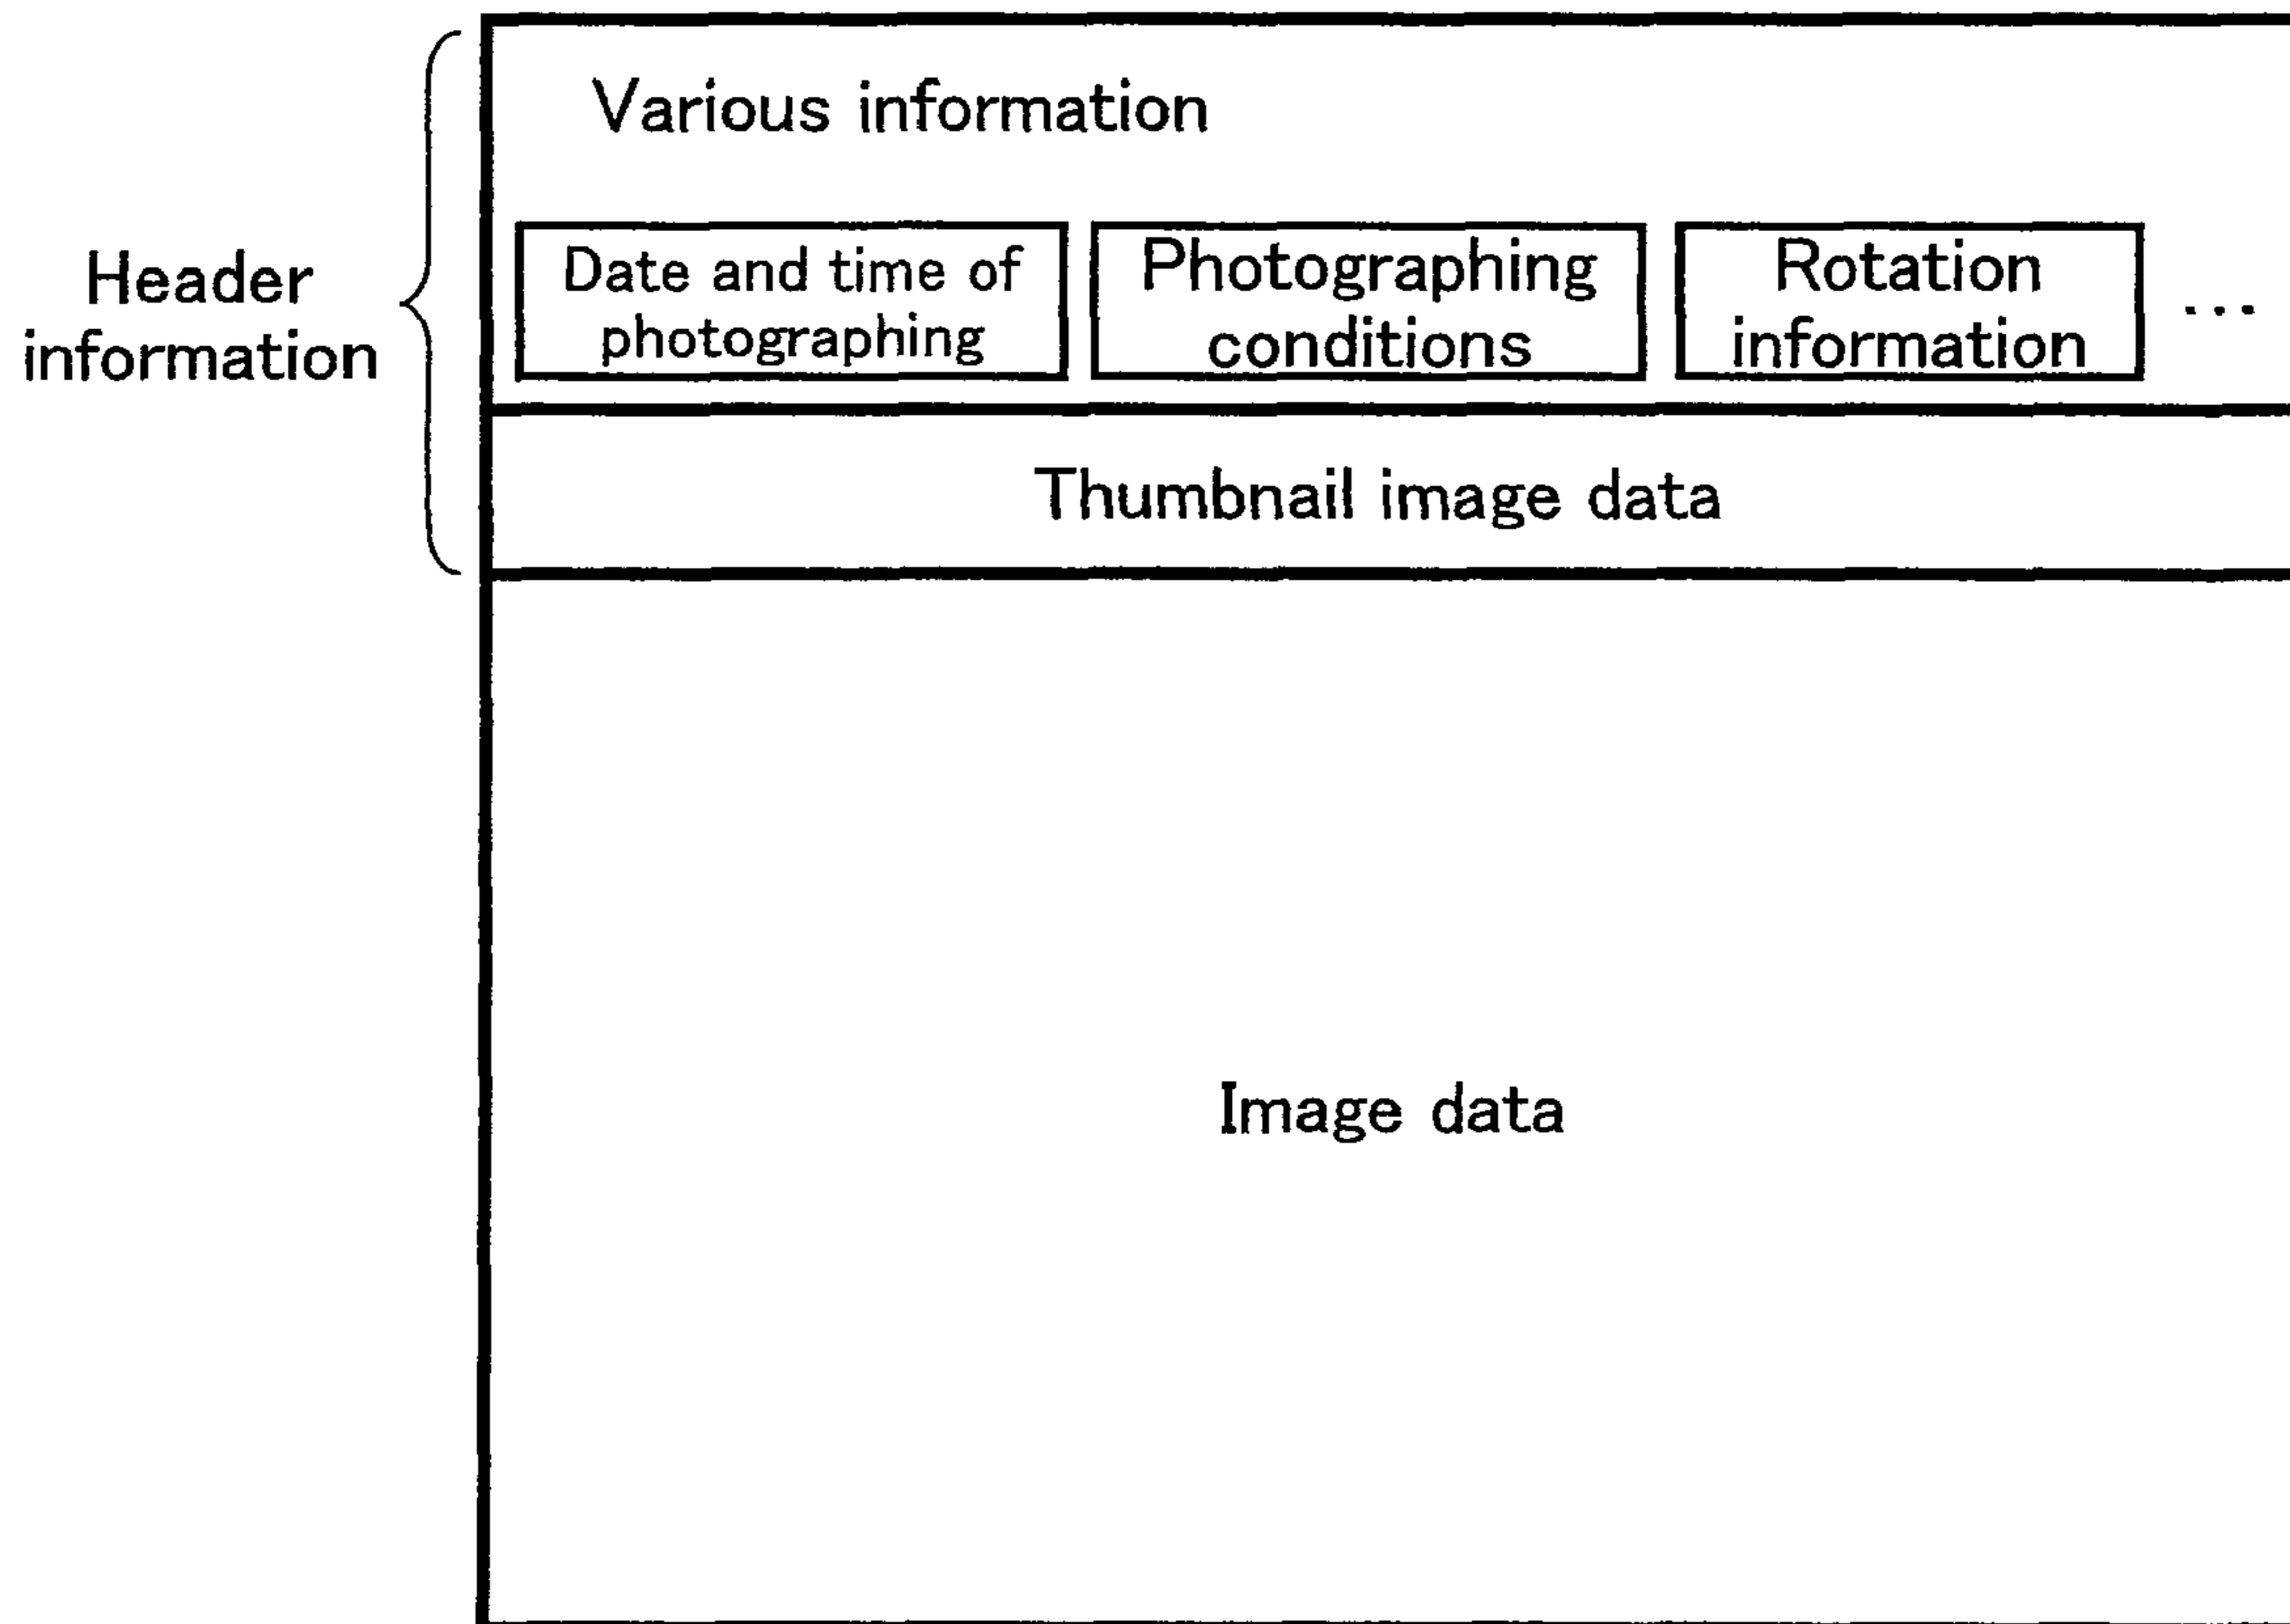 Various information
Header
information
Date and time of
photographing
Photographing
conditions
Rotation
information
...
Thumbnail image data
Image data